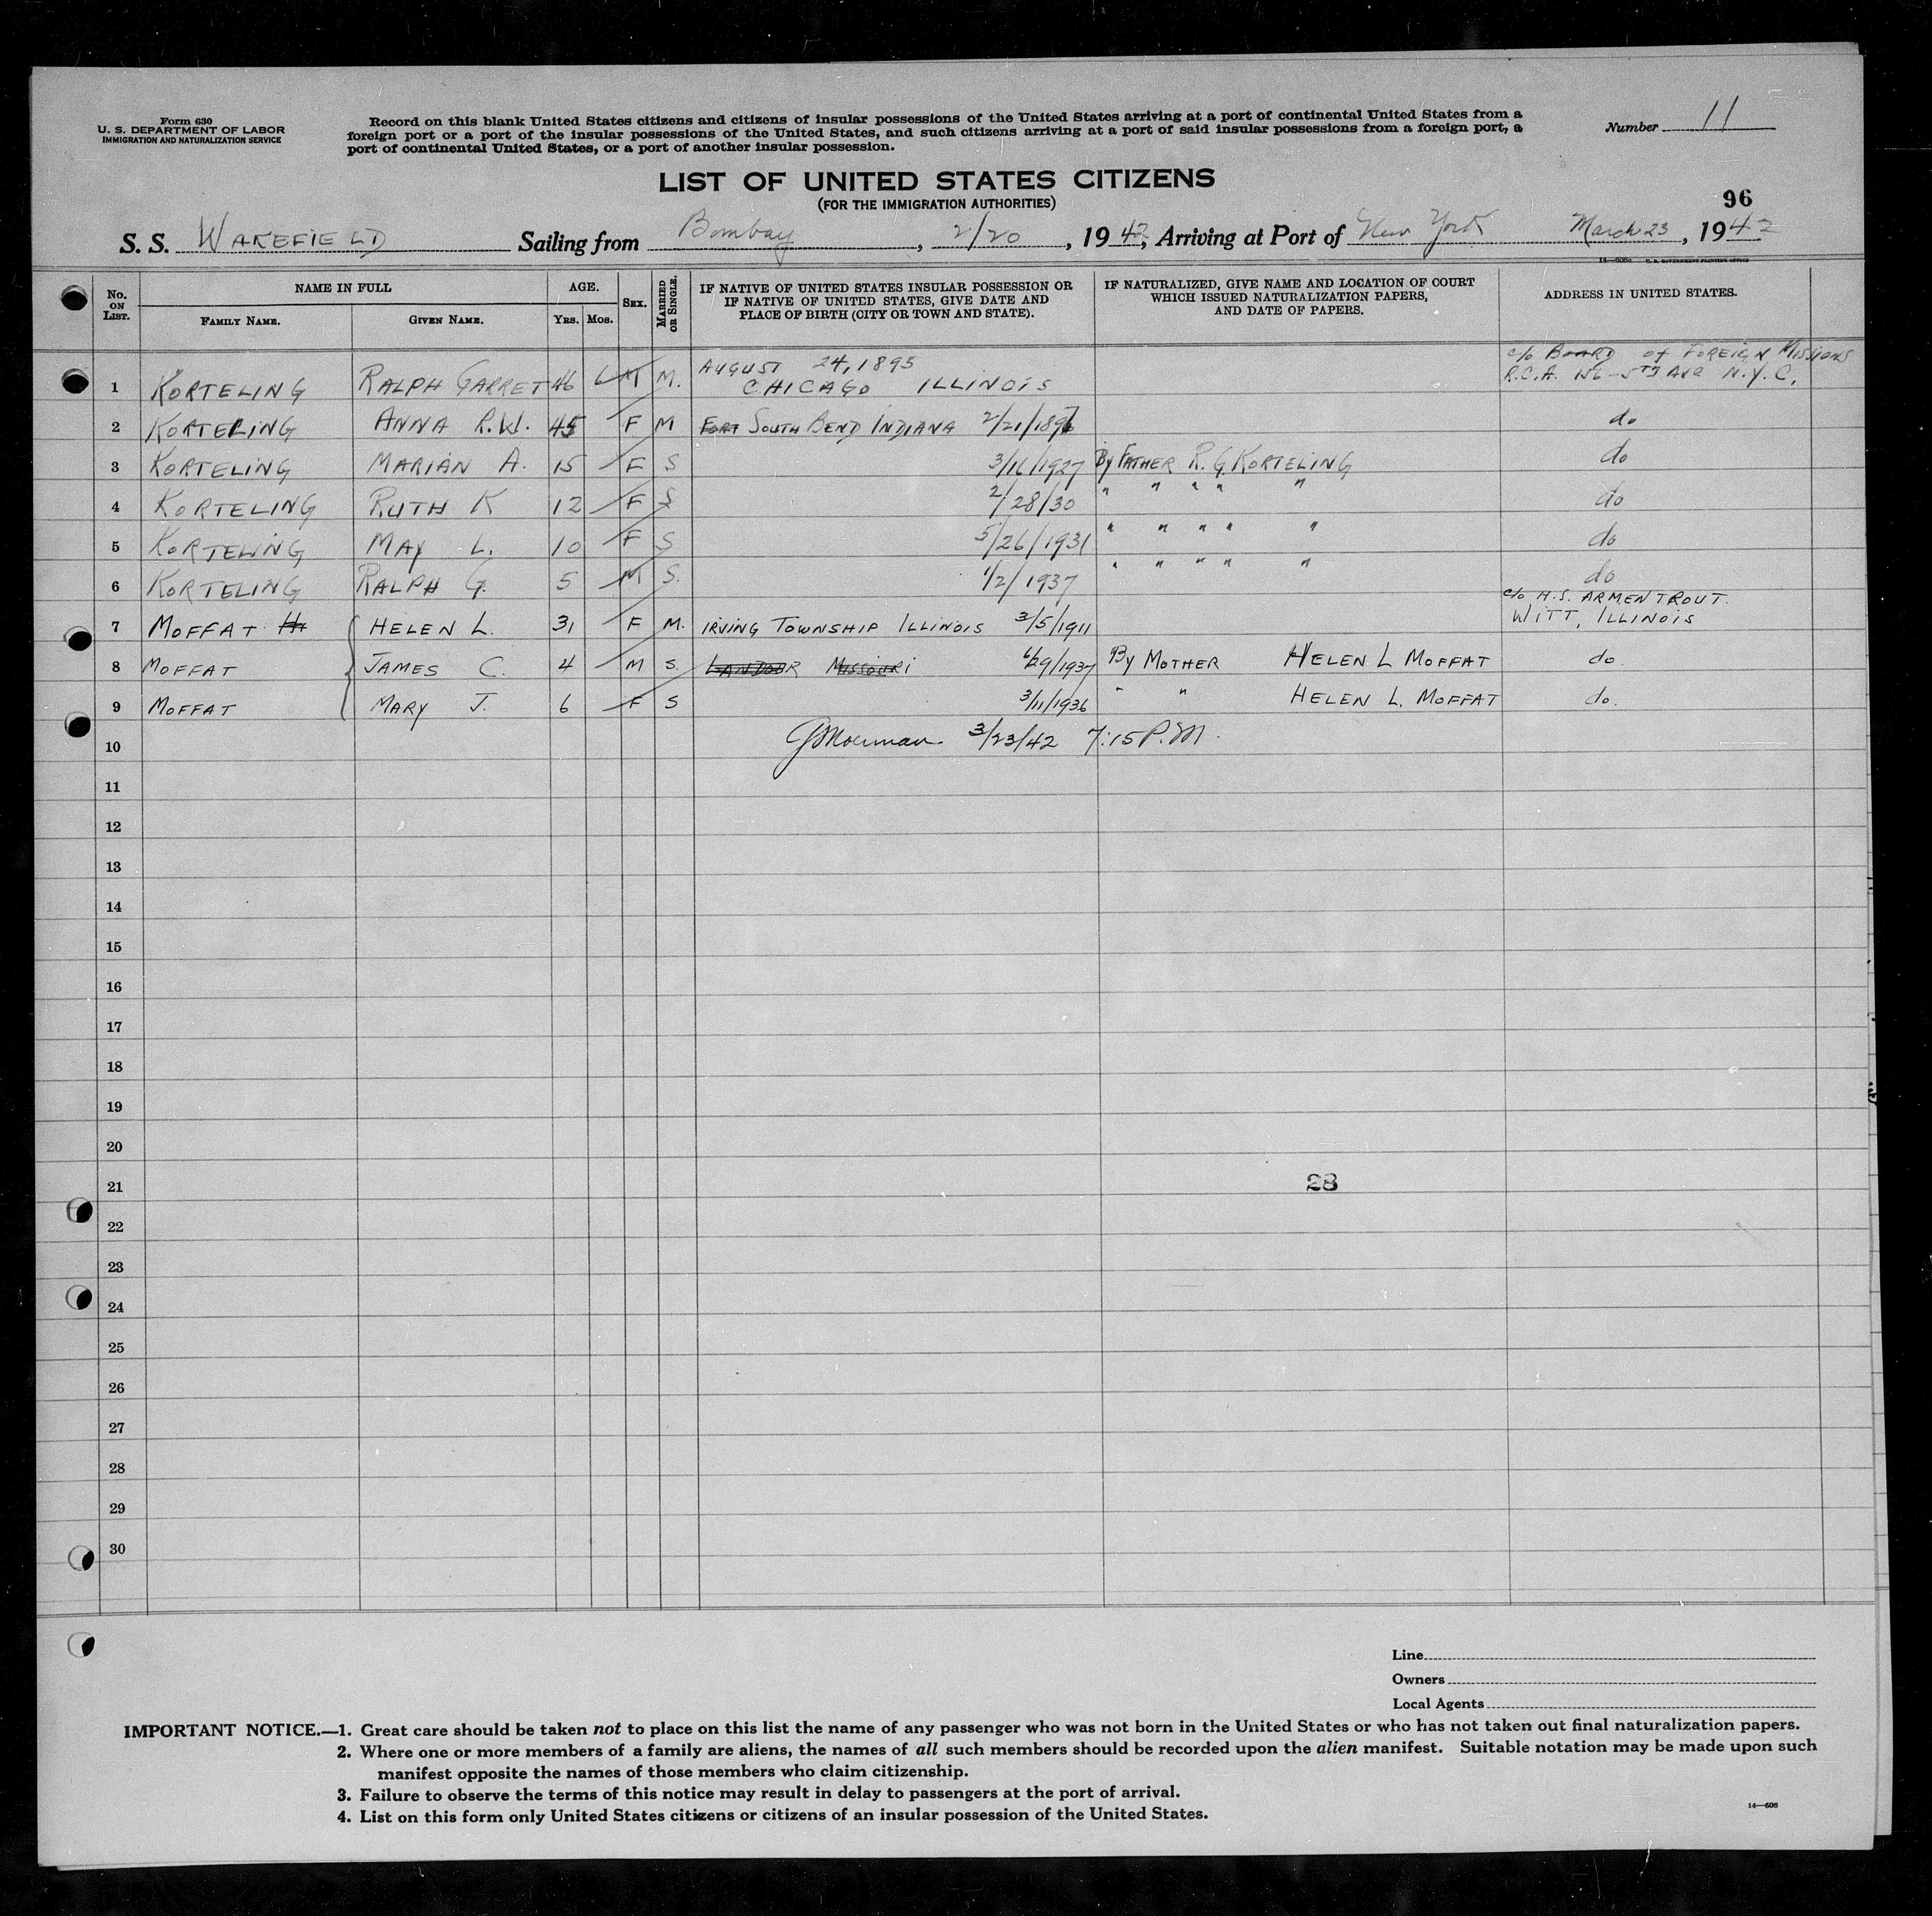 Form 630
U. S. DEPARTMENT OF LABOR
IMMIGRATION AND NATURALIZATION SERVICE
Record on this blank United States citizens and citizens of insular possessions of the United States arriving at a port of continental United States from a
foreign port or a port of the insular possessions of the United States, and such citizens arriving at a port of said insular possessions from a foreign port, a
port of continental United States, or a port of another insular possession.
Number 11
LIST OF UNITED STATES CITIZENS
(FOR THE IMMIGRATION AUTHORITIES)
96
S. S. WAKEFIELD Sailing from Bombay, 2/20, 1942, Arriving at Port of New York March 23, 1942
14—608a U. S. GOVERNMENT PRINTING OFFICE
No. ON LIST.
NAME IN FULL
FAMILY NAME.
GIVEN NAME.
AGE.
YRS. MOS.
SEX.
MARRIED OR SINGLE.
IF NATIVE OF UNITED STATES INSULAR POSSESSION OR
IF NATIVE OF UNITED STATES, GIVE DATE AND
PLACE OF BIRTH (CITY OR TOWN AND STATE).
IF NATURALIZED, GIVE NAME AND LOCATION OF COURT
WHICH ISSUED NATURALIZATION PAPERS,
AND DATE OF PAPERS.
ADDRESS IN UNITED STATES.
1 KORTELING RALPH GARRET 46 6 M M. AUGUST 24, 1895
CHICAGO ILLINOIS
c/o BOARD of FOREIGN MISSIONS
R.C.A. 156-5TH AVE N.Y.C.
2 KORTELING ANNA R.W. 45 F M FORT SOUTH BEND INDIANA 2/21/1897 do
3 KORTELING MARIAN A. 15 F S 3/16/1927 By FATHER R. G. KORTELING do
4 KORTELING RUTH K 12 F S 2/28/30 " " " " " do
5 KORTELING MAY L. 10 F S 5/26/1931 " " " " " do
6 KORTELING RALPH G. 5 M S. 1/2/1937 " " " " " do
7 MOFFAT H. HELEN L. 31 F M. IRVING TOWNSHIP ILLINOIS 3/5/1911
c/o H.S. ARMENTROUT.
WITT, ILLINOIS
8 MOFFAT JAMES C. 4 M S. LANDOUR MISSOURI 6/29/1937 By MOTHER HELEN L MOFFAT do.
9 MOFFAT MARY J. 6 F S 3/11/1936 " " HELEN L. MOFFAT do.
10 3/23/42 7:15 P.M.
11
12
13
14
15
16
17
18
19
20
21 28
22
23
24
25
26
27
28
29
30
Line
Owners
Local Agents
IMPORTANT NOTICE.—1. Great care should be taken not to place on this list the name of any passenger who was not born in the United States or who has not taken out final naturalization papers.
2. Where one or more members of a family are aliens, the names of all such members should be recorded upon the alien manifest. Suitable notation may be made upon such
manifest opposite the names of those members who claim citizenship.
3. Failure to observe the terms of this notice may result in delay to passengers at the port of arrival.
4. List on this form only United States citizens or citizens of an insular possession of the United States.
14—608